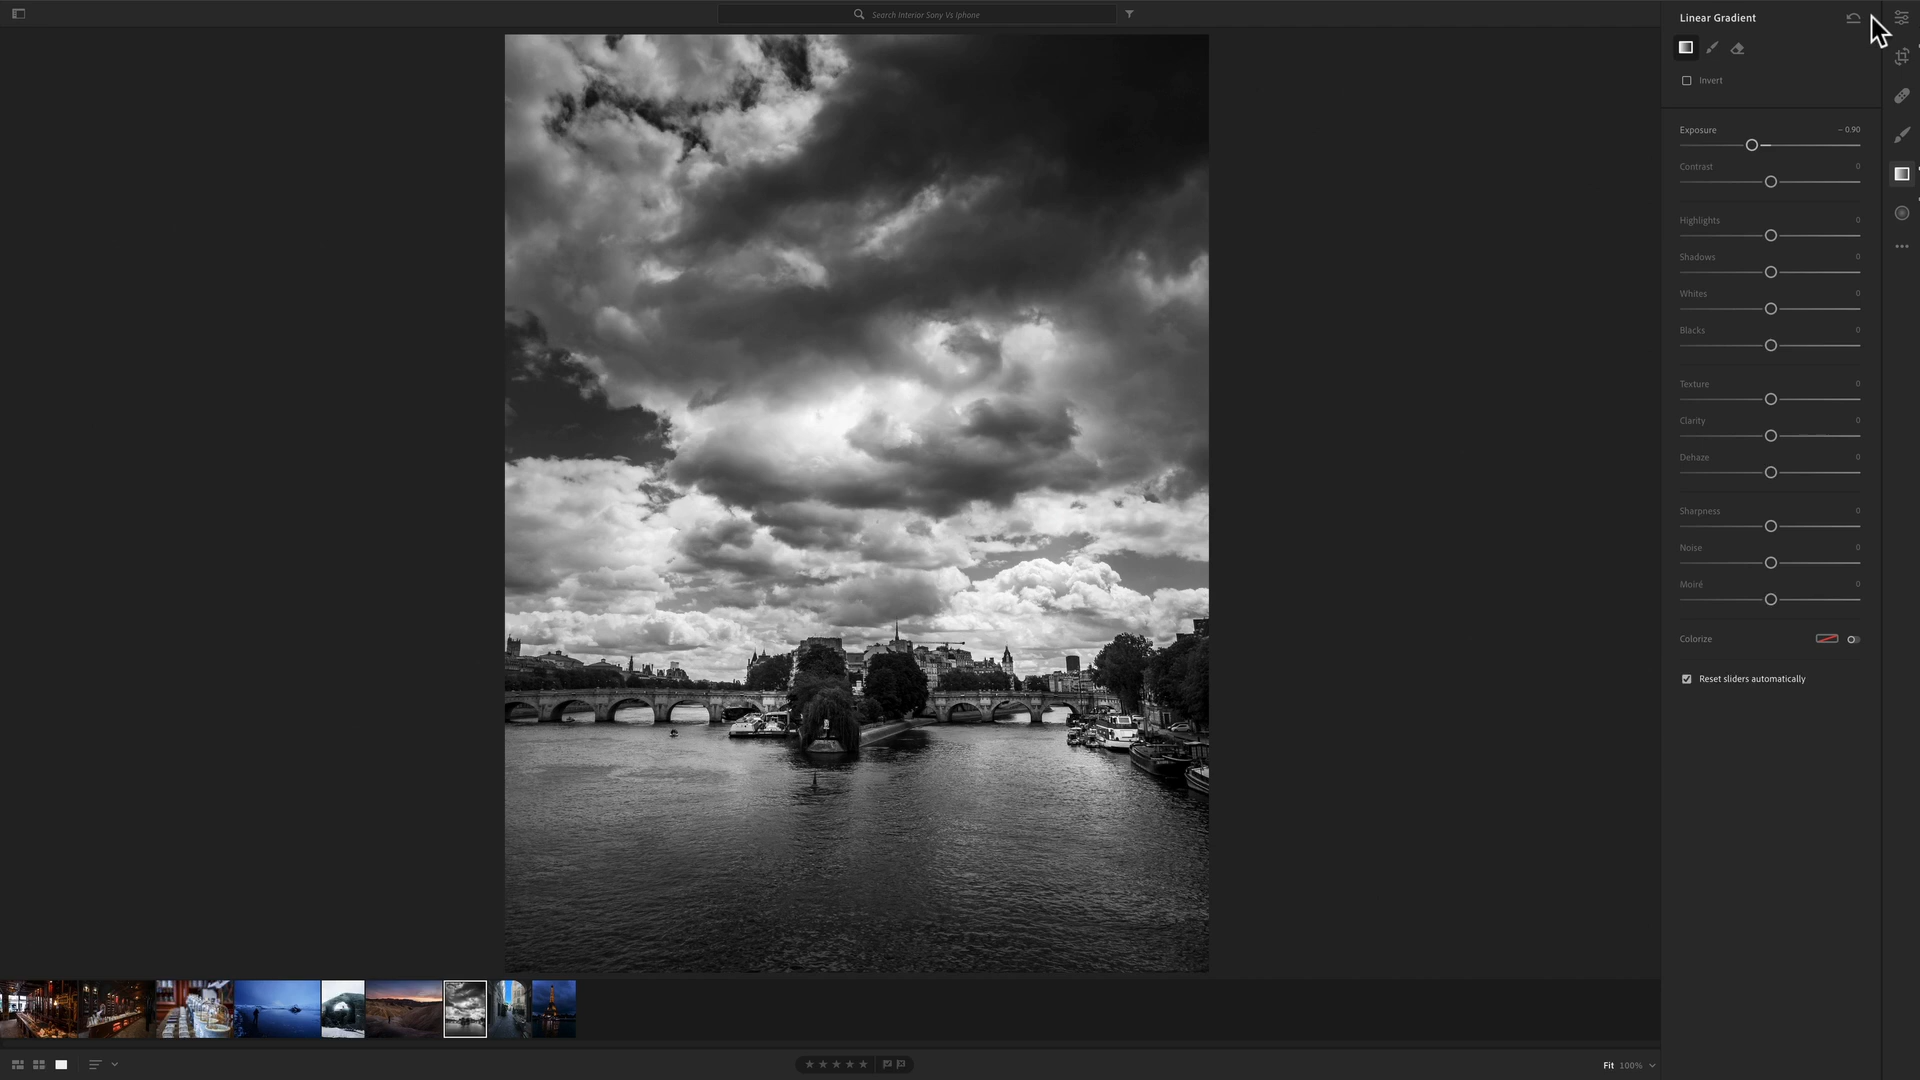 Search Interior Sony Vs Iphone
Linear Gradient
Invert
Exposure – 0.90
Contrast 0
Highlights 0
Shadows 0
Whites 0
Blacks 0
Texture 0
Clarity 0
Dehaze 0
Sharpness 0
Noise 0
Moiré 0
Colorize
Reset sliders automatically
Fit 100%